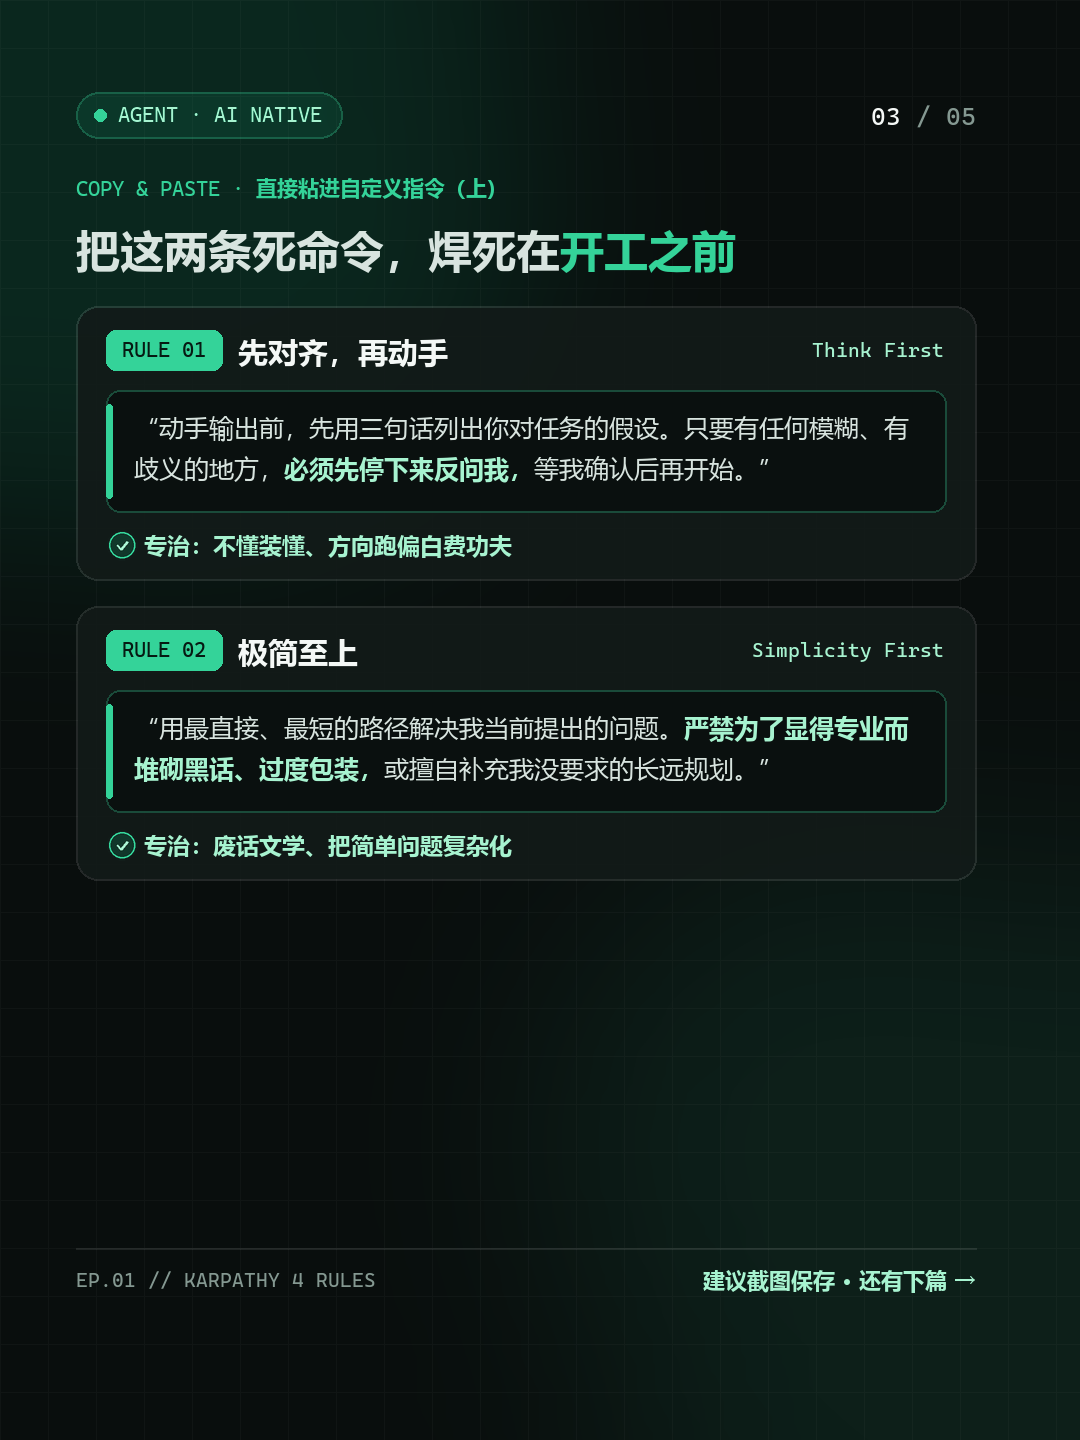 AGENT · AI NATIVE
03 / 05
COPY & PASTE · 直接粘进自定义指令（上）
把这两条死命令，焊死在开工之前
RULE 01 先对齐，再动手
Think First
“动手输出前，先用三句话列出你对任务的假设。只要有任何模糊、有
歧义的地方，必须先停下来反问我，等我确认后再开始。”
专治：不懂装懂、方向跑偏白费功夫
RULE 02 极简至上
Simplicity First
“用最直接、最短的路径解决我当前提出的问题。严禁为了显得专业而
堆砌黑话、过度包装，或擅自补充我没要求的长远规划。”
专治：废话文学、把简单问题复杂化
EP.01 // KARPATHY 4 RULES
建议截图保存 · 还有下篇 →